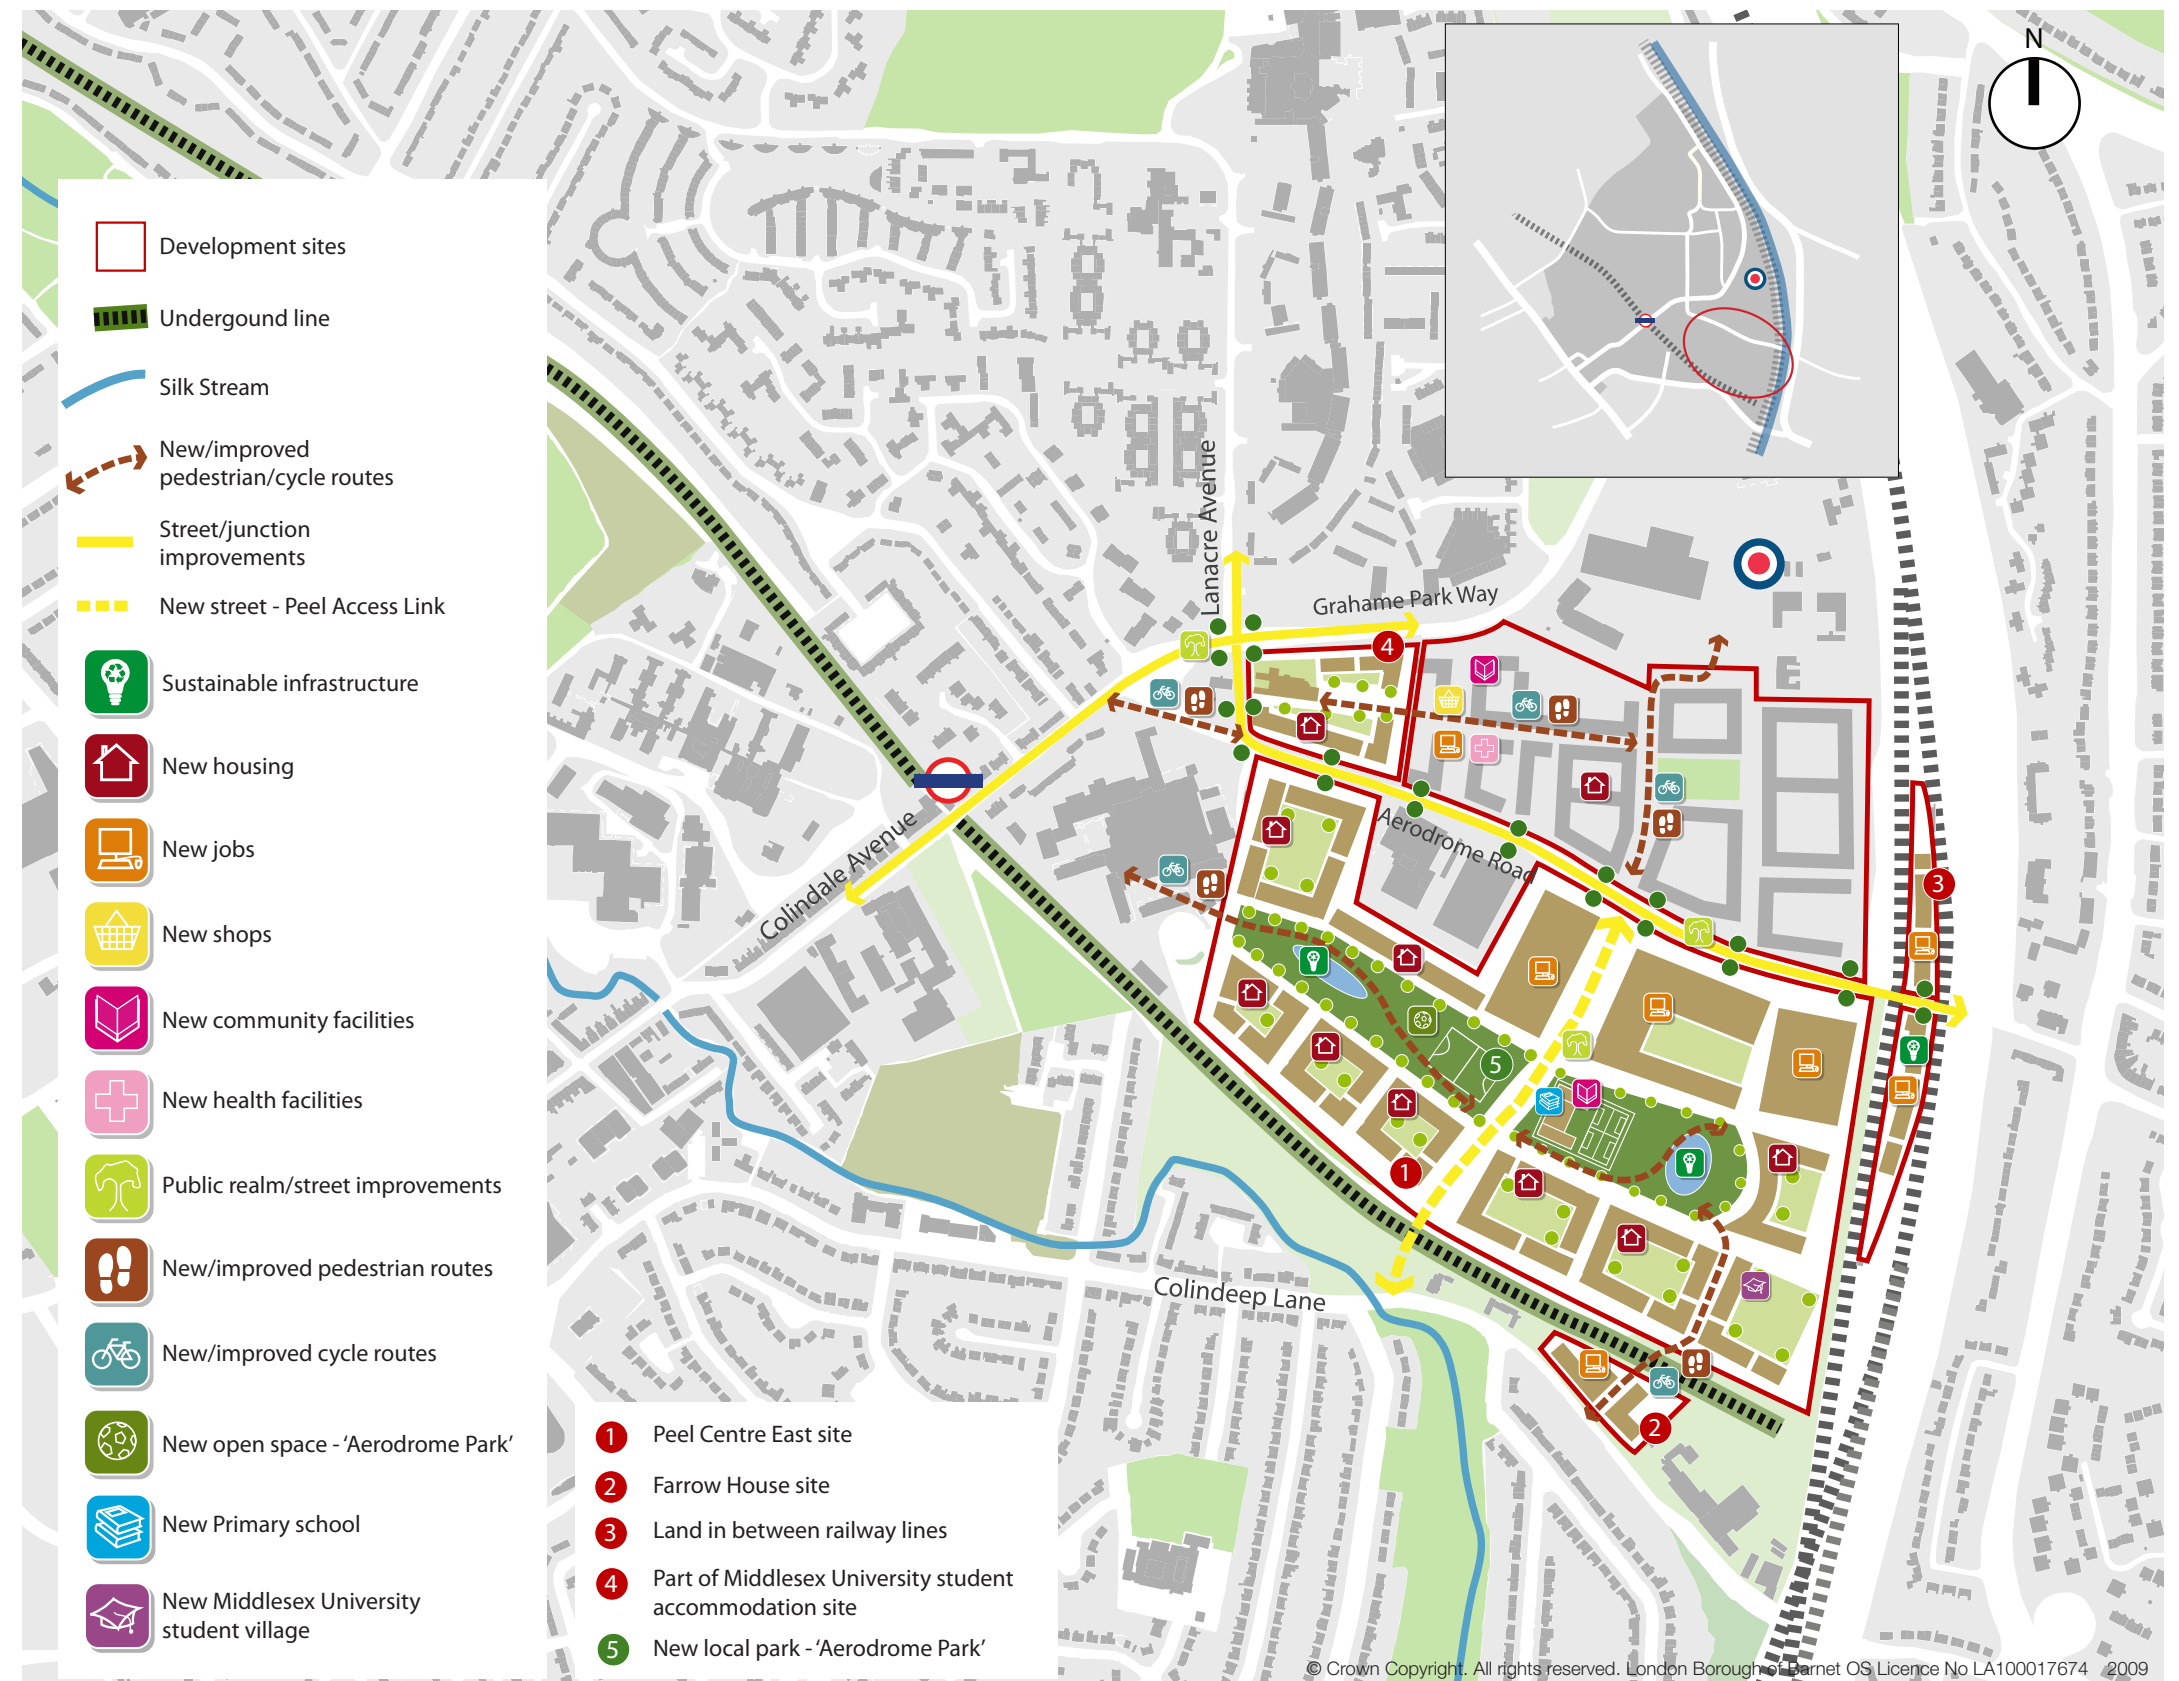 N
Development sites
Undergound line
Silk Stream
New/improved
pedestrian/cycle routes
Street/junction
improvements
New street - Peel Access Link
Sustainable infrastructure
New housing
New jobs
New shops
New community facilities
New health facilities
Public realm/street improvements
New/improved pedestrian routes
New/improved cycle routes
New open space - ‘Aerodrome Park’
New Primary school
New Middlesex University
student village
Lanacre Avenue
Grahame Park Way
4
Aerodrome Road
Colindale Avenue
3
5
1
Colindeep Lane
2
1 Peel Centre East site
2 Farrow House site
3 Land in between railway lines
4 Part of Middlesex University student
accommodation site
5 New local park - ‘Aerodrome Park’
© Crown Copyright. All rights reserved. London Borough of Barnet OS Licence No LA100017674 2009